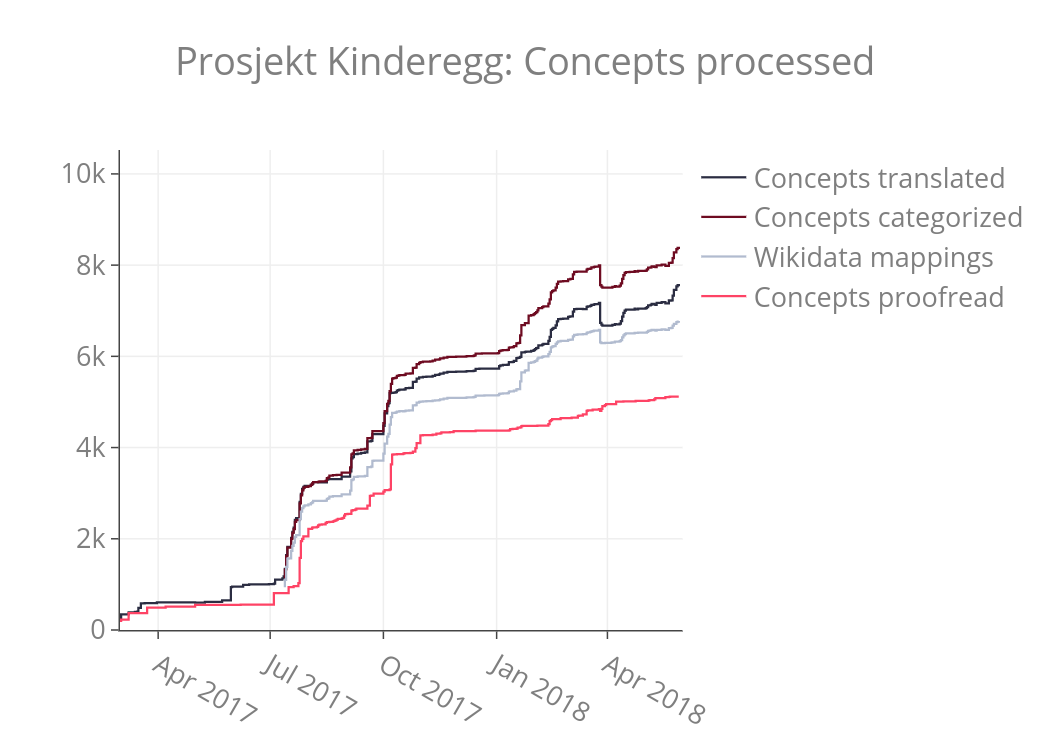 Prosjekt Kinderegg: Concepts processed
10k
8k
6k
4k
2k
0
Apr 2017
Jul 2017
Oct 2017
Jan 2018
Apr 2018
Concepts translated
Concepts categorized
Wikidata mappings
Concepts proofread